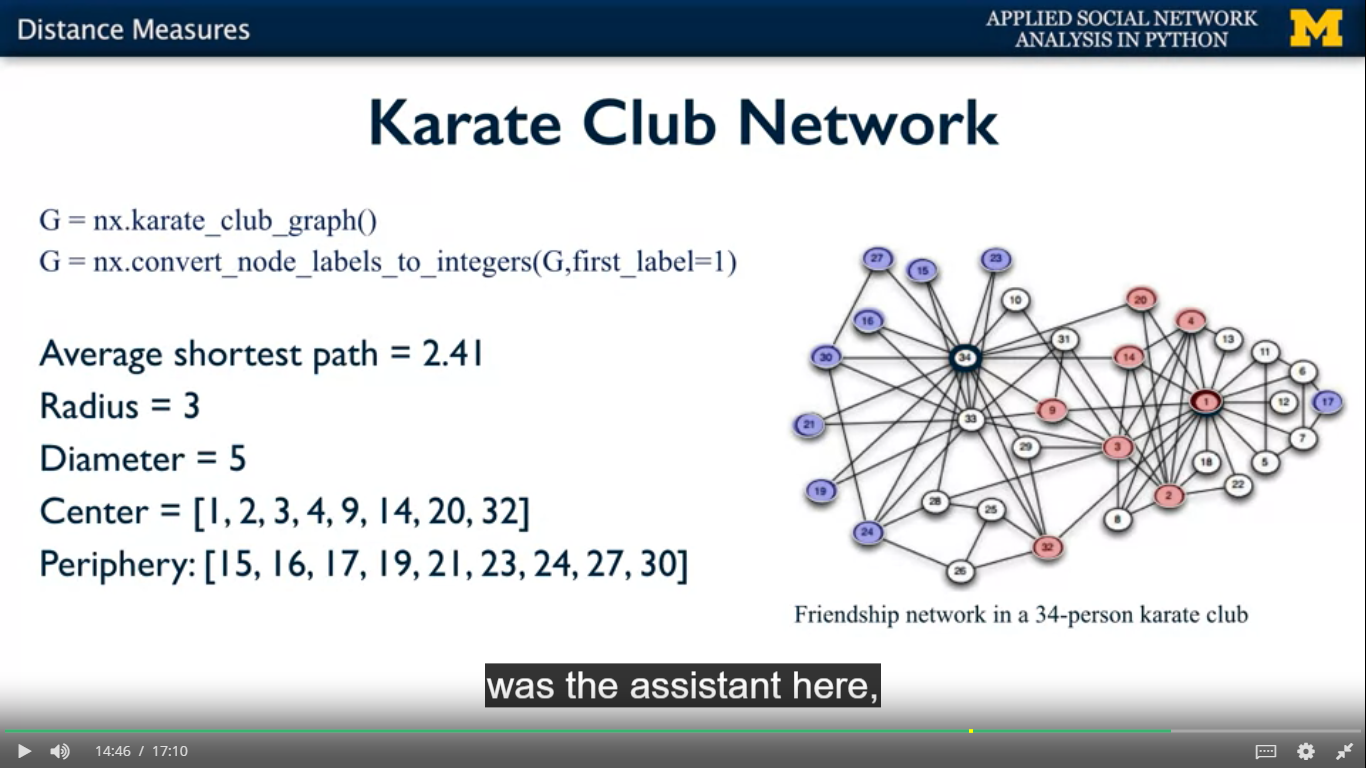 Distance Measures
APPLIED SOCIAL NETWORK
ANALYSIS IN PYTHON
M
Karate Club Network
G = nx.karate_club_graph()
G = nx.convert_node_labels_to_integers(G,first_label=1)
Average shortest path = 2.41
Radius = 3
Diameter = 5
Center = [1, 2, 3, 4, 9, 14, 20, 32]
Periphery: [15, 16, 17, 19, 21, 23, 24, 27, 30]
27
15
23
10
20
16
4
31
13
30
34
14
11
6
1
12
17
9
33
21
3
29
7
18
5
19
2
22
28
25
8
24
32
26
Friendship network in a 34-person karate club
was the assistant here,
14:46 / 17:10